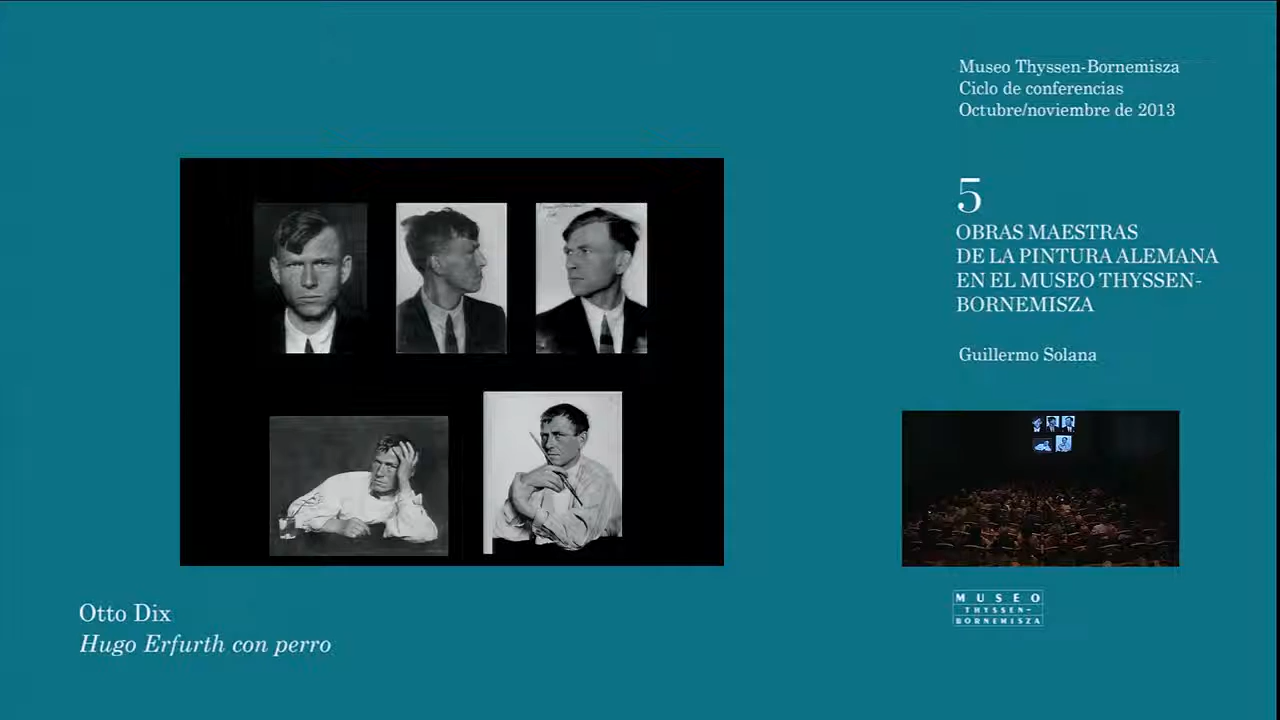 Museo Thyssen-Bornemisza
Ciclo de conferencias
Octubre/noviembre de 2013
5
OBRAS MAESTRAS
DE LA PINTURA ALEMANA
EN EL MUSEO THYSSEN-
BORNEMISZA
Guillermo Solana
MUSEO
THYSSEN-
BORNEMISZA
Otto Dix
Hugo Erfurth con perro